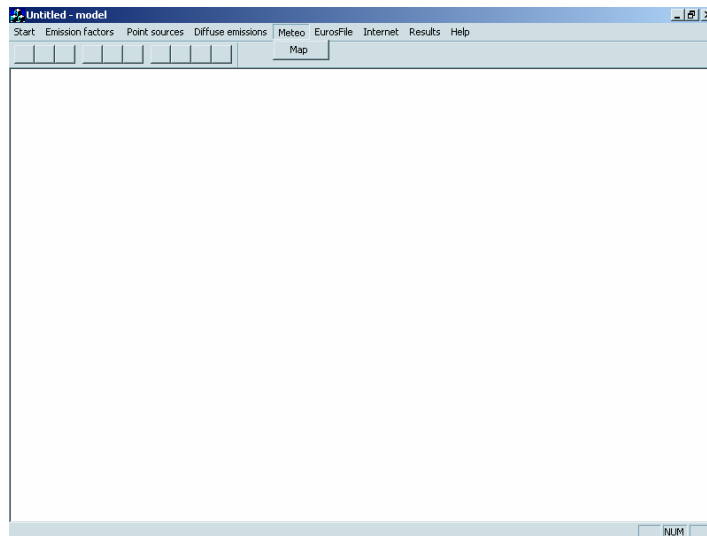 Untitled - model
Start Emission factors Point sources Diffuse emissions Meteo EurosFile Internet Results Help
Map
NUM